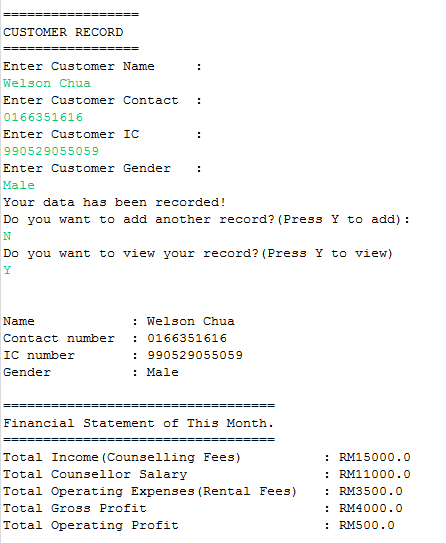 =================
CUSTOMER RECORD
=================
Enter Customer Name     :
Welson Chua
Enter Customer Contact  :
0166351616
Enter Customer IC       :
990529055059
Enter Customer Gender   :
Male
Your data has been recorded!
Do you want to add another record?(Press Y to add):
N
Do you want to view your record?(Press Y to view)
Y
Name            : Welson Chua
Contact number  : 0166351616
IC number       : 990529055059
Gender          : Male
==================================
Financial Statement of This Month.
==================================
Total Income(Counselling Fees)          : RM15000.0
Total Counsellor Salary                 : RM11000.0
Total Operating Expenses(Rental Fees)   : RM3500.0
Total Gross Profit                      : RM4000.0
Total Operating Profit                  : RM500.0